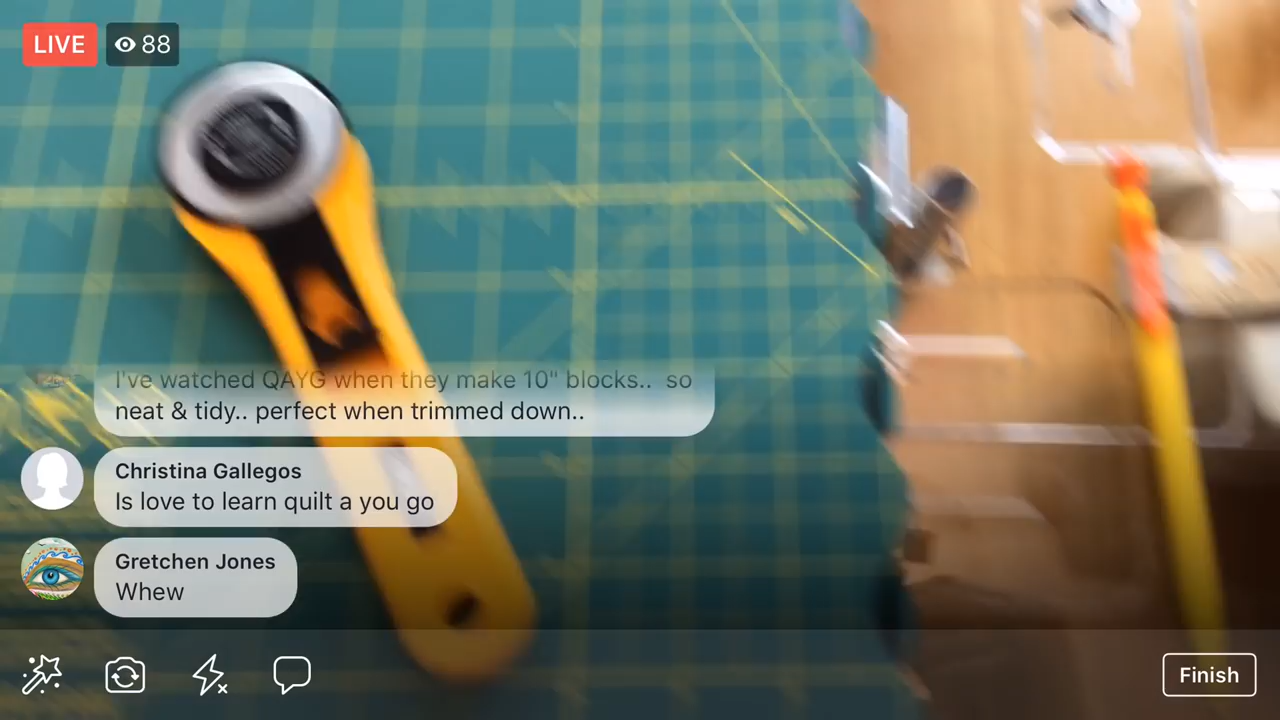 LIVE 88
I've watched QAYG when they make 10" blocks.. so
neat & tidy.. perfect when trimmed down..
Christina Gallegos
Is love to learn quilt a you go
Gretchen Jones
Whew
Finish